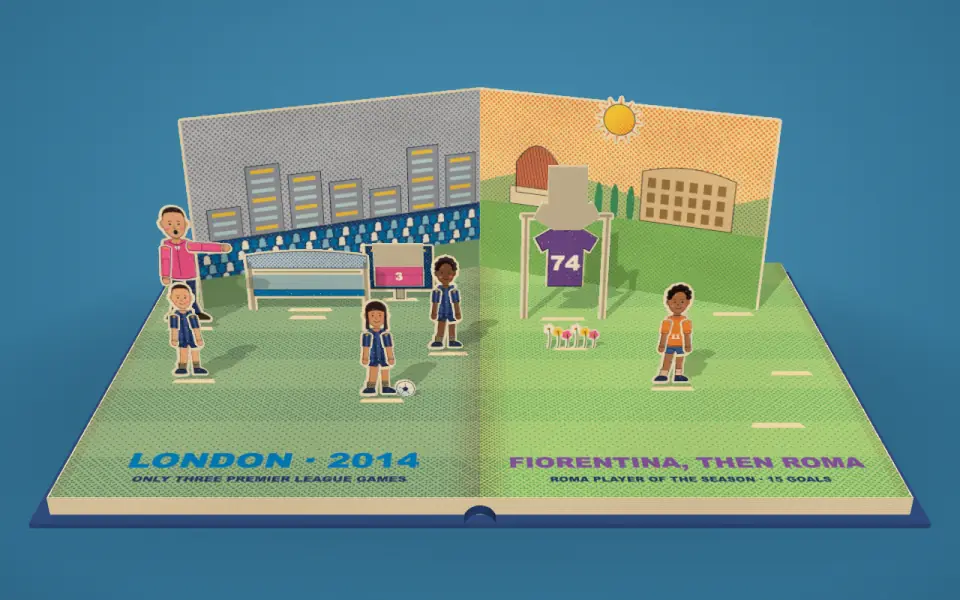 3
74
LONDON · 2014
ONLY THREE PREMIER LEAGUE GAMES
FIORENTINA, THEN ROMA
ROMA PLAYER OF THE SEASON · 15 GOALS